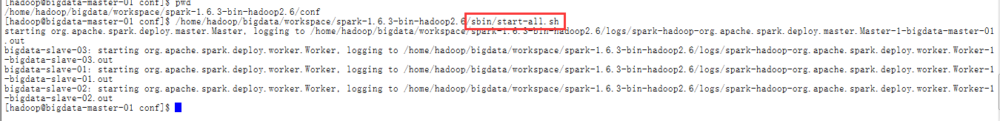 [hadoop@bigdata-master-01 conf]$ pwd
/home/hadoop/bigdata/workspace/spark-1.6.3-bin-hadoop2.6/conf
[hadoop@bigdata-master-01 conf]$ /home/hadoop/bigdata/workspace/spark-1.6.3-bin-hadoop2.6/sbin/start-all.sh
starting org.apache.spark.deploy.master.Master, logging to /home/hadoop/bigdata/workspace/spark-1.6.3-bin-hadoop2.6/logs/spark-hadoop-org.apache.spark.deploy.master.Master-1-bigdata-master-01
.out
bigdata-slave-03: starting org.apache.spark.deploy.worker.Worker, logging to /home/hadoop/bigdata/workspace/spark-1.6.3-bin-hadoop2.6/logs/spark-hadoop-org.apache.spark.deploy.worker.Worker-1
-bigdata-slave-03.out
bigdata-slave-01: starting org.apache.spark.deploy.worker.Worker, logging to /home/hadoop/bigdata/workspace/spark-1.6.3-bin-hadoop2.6/logs/spark-hadoop-org.apache.spark.deploy.worker.Worker-1
-bigdata-slave-01.out
bigdata-slave-02: starting org.apache.spark.deploy.worker.Worker, logging to /home/hadoop/bigdata/workspace/spark-1.6.3-bin-hadoop2.6/logs/spark-hadoop-org.apache.spark.deploy.worker.Worker-1
-bigdata-slave-02.out
[hadoop@bigdata-master-01 conf]$